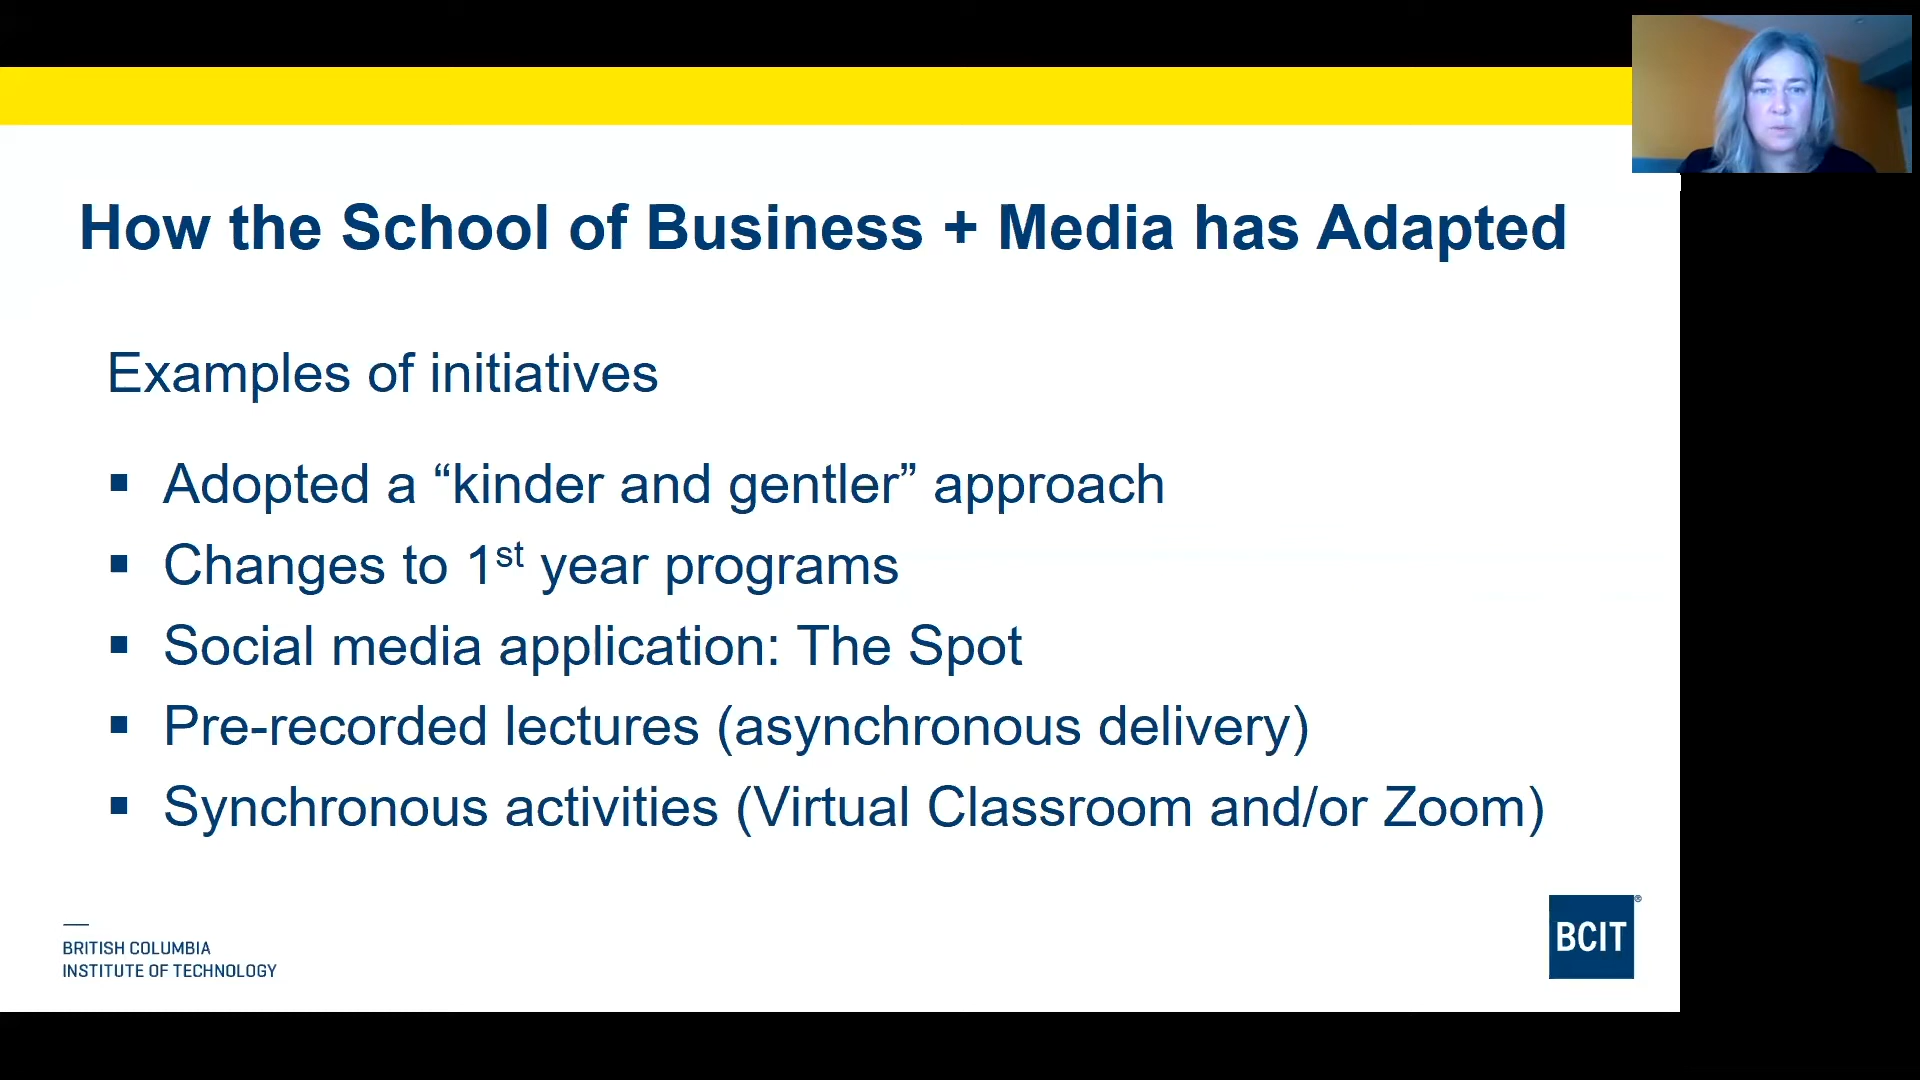 How the School of Business + Media has Adapted
Examples of initiatives
▪ Adopted a “kinder and gentler” approach
▪ Changes to 1st year programs
▪ Social media application: The Spot
▪ Pre-recorded lectures (asynchronous delivery)
▪ Synchronous activities (Virtual Classroom and/or Zoom)
BRITISH COLUMBIA
INSTITUTE OF TECHNOLOGY
BCIT®